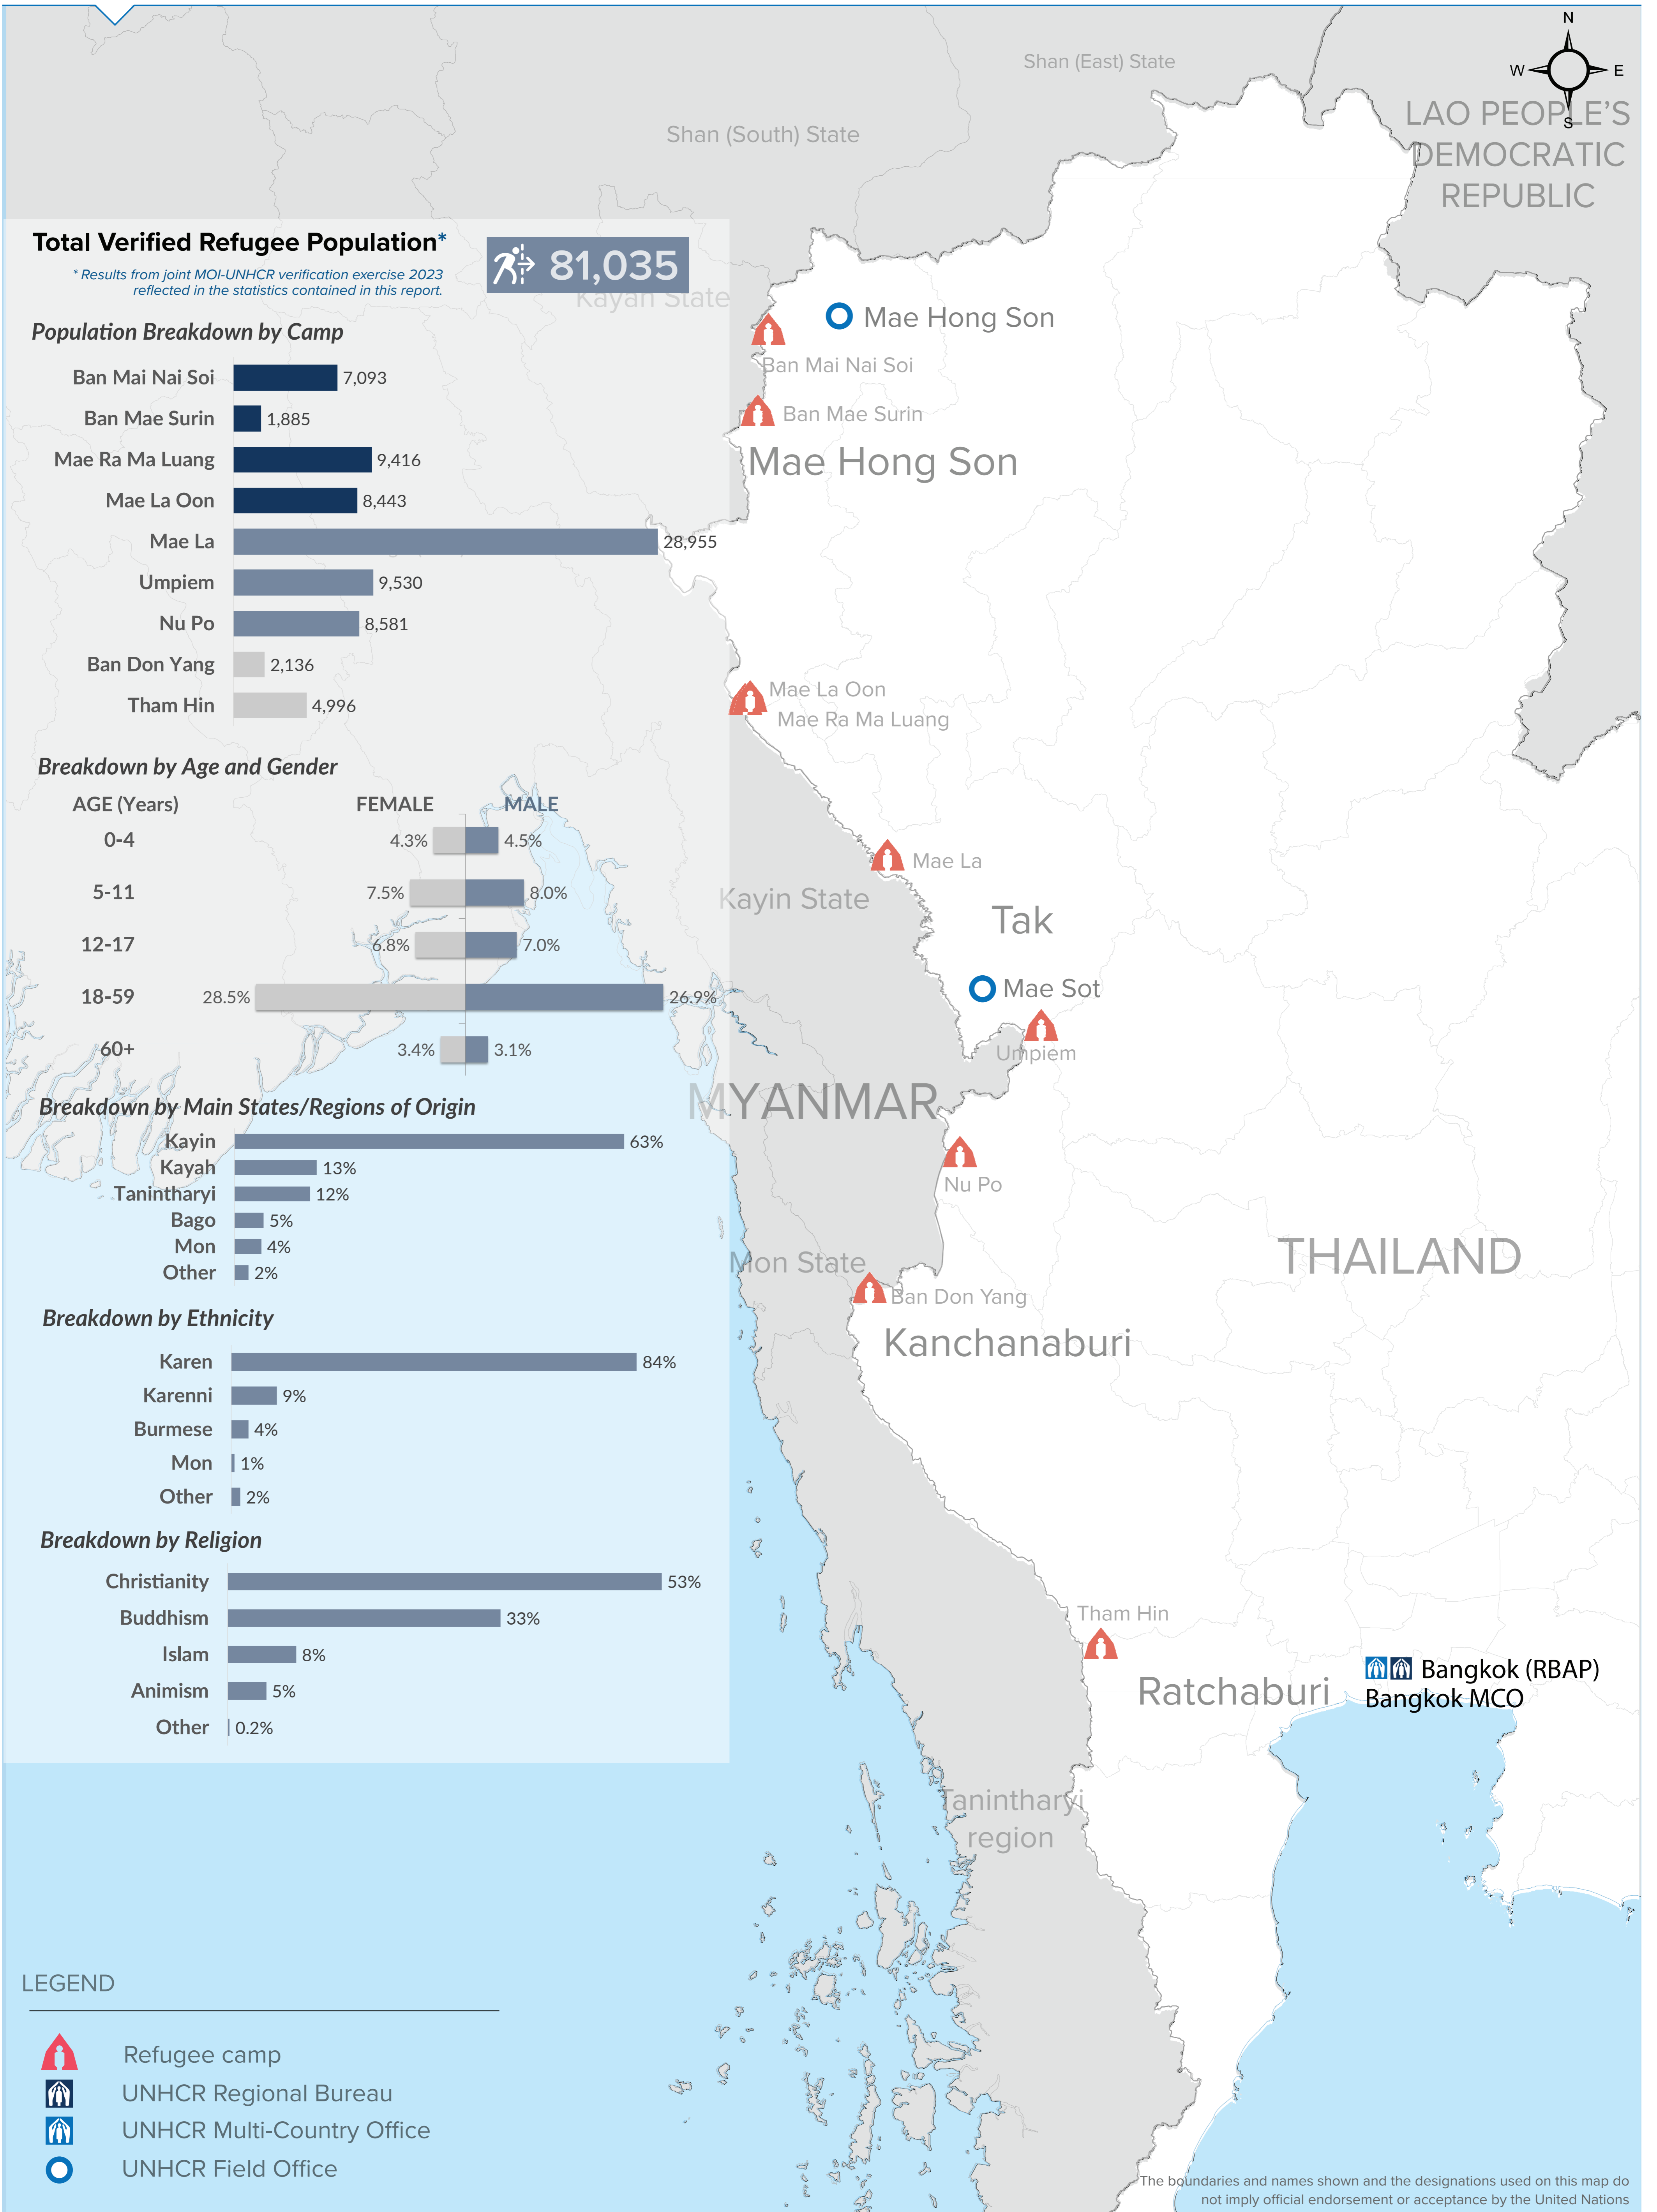 Total Verified Refugee Population*
* Results from joint MOI-UNHCR verification exercise 2023
reflected in the statistics contained in this report.
81,035
Population Breakdown by Camp
Ban Mai Nai Soi 7,093
Ban Mae Surin 1,885
Mae Ra Ma Luang 9,416
Mae La Oon 8,443
Mae La 28,955
Umpiem 9,530
Nu Po 8,581
Ban Don Yang 2,136
Tham Hin 4,996
Breakdown by Age and Gender
AGE (Years) FEMALE MALE
0-4 4.3% 4.5%
5-11 7.5% 8.0%
12-17 6.8% 7.0%
18-59 28.5% 26.9%
60+ 3.4% 3.1%
Breakdown by Main States/Regions of Origin
Kayin 63%
Kayah 13%
Tanintharyi 12%
Bago 5%
Mon 4%
Other 2%
Breakdown by Ethnicity
Karen 84%
Karenni 9%
Burmese 4%
Mon 1%
Other 2%
Breakdown by Religion
Christianity 53%
Buddhism 33%
Islam 8%
Animism 5%
Other 0.2%
LEGEND
Refugee camp
UNHCR Regional Bureau
UNHCR Multi-Country Office
UNHCR Field Office
N
W E
S
Shan (East) State
LAO PEOPLE'S
DEMOCRATIC
REPUBLIC
Shan (South) State
Kayah State
Mae Hong Son
Ban Mai Nai Soi
Ban Mae Surin
Mae Hong Son
Mae La Oon
Mae Ra Ma Luang
Mae La
Kayin State
Tak
Mae Sot
Umpiem
MYANMAR
Nu Po
THAILAND
Mon State
Ban Don Yang
Kanchanaburi
Tham Hin
Ratchaburi
Bangkok (RBAP)
Bangkok MCO
Tanintharyi
region
The boundaries and names shown and the designations used on this map do
not imply official endorsement or acceptance by the United Nations